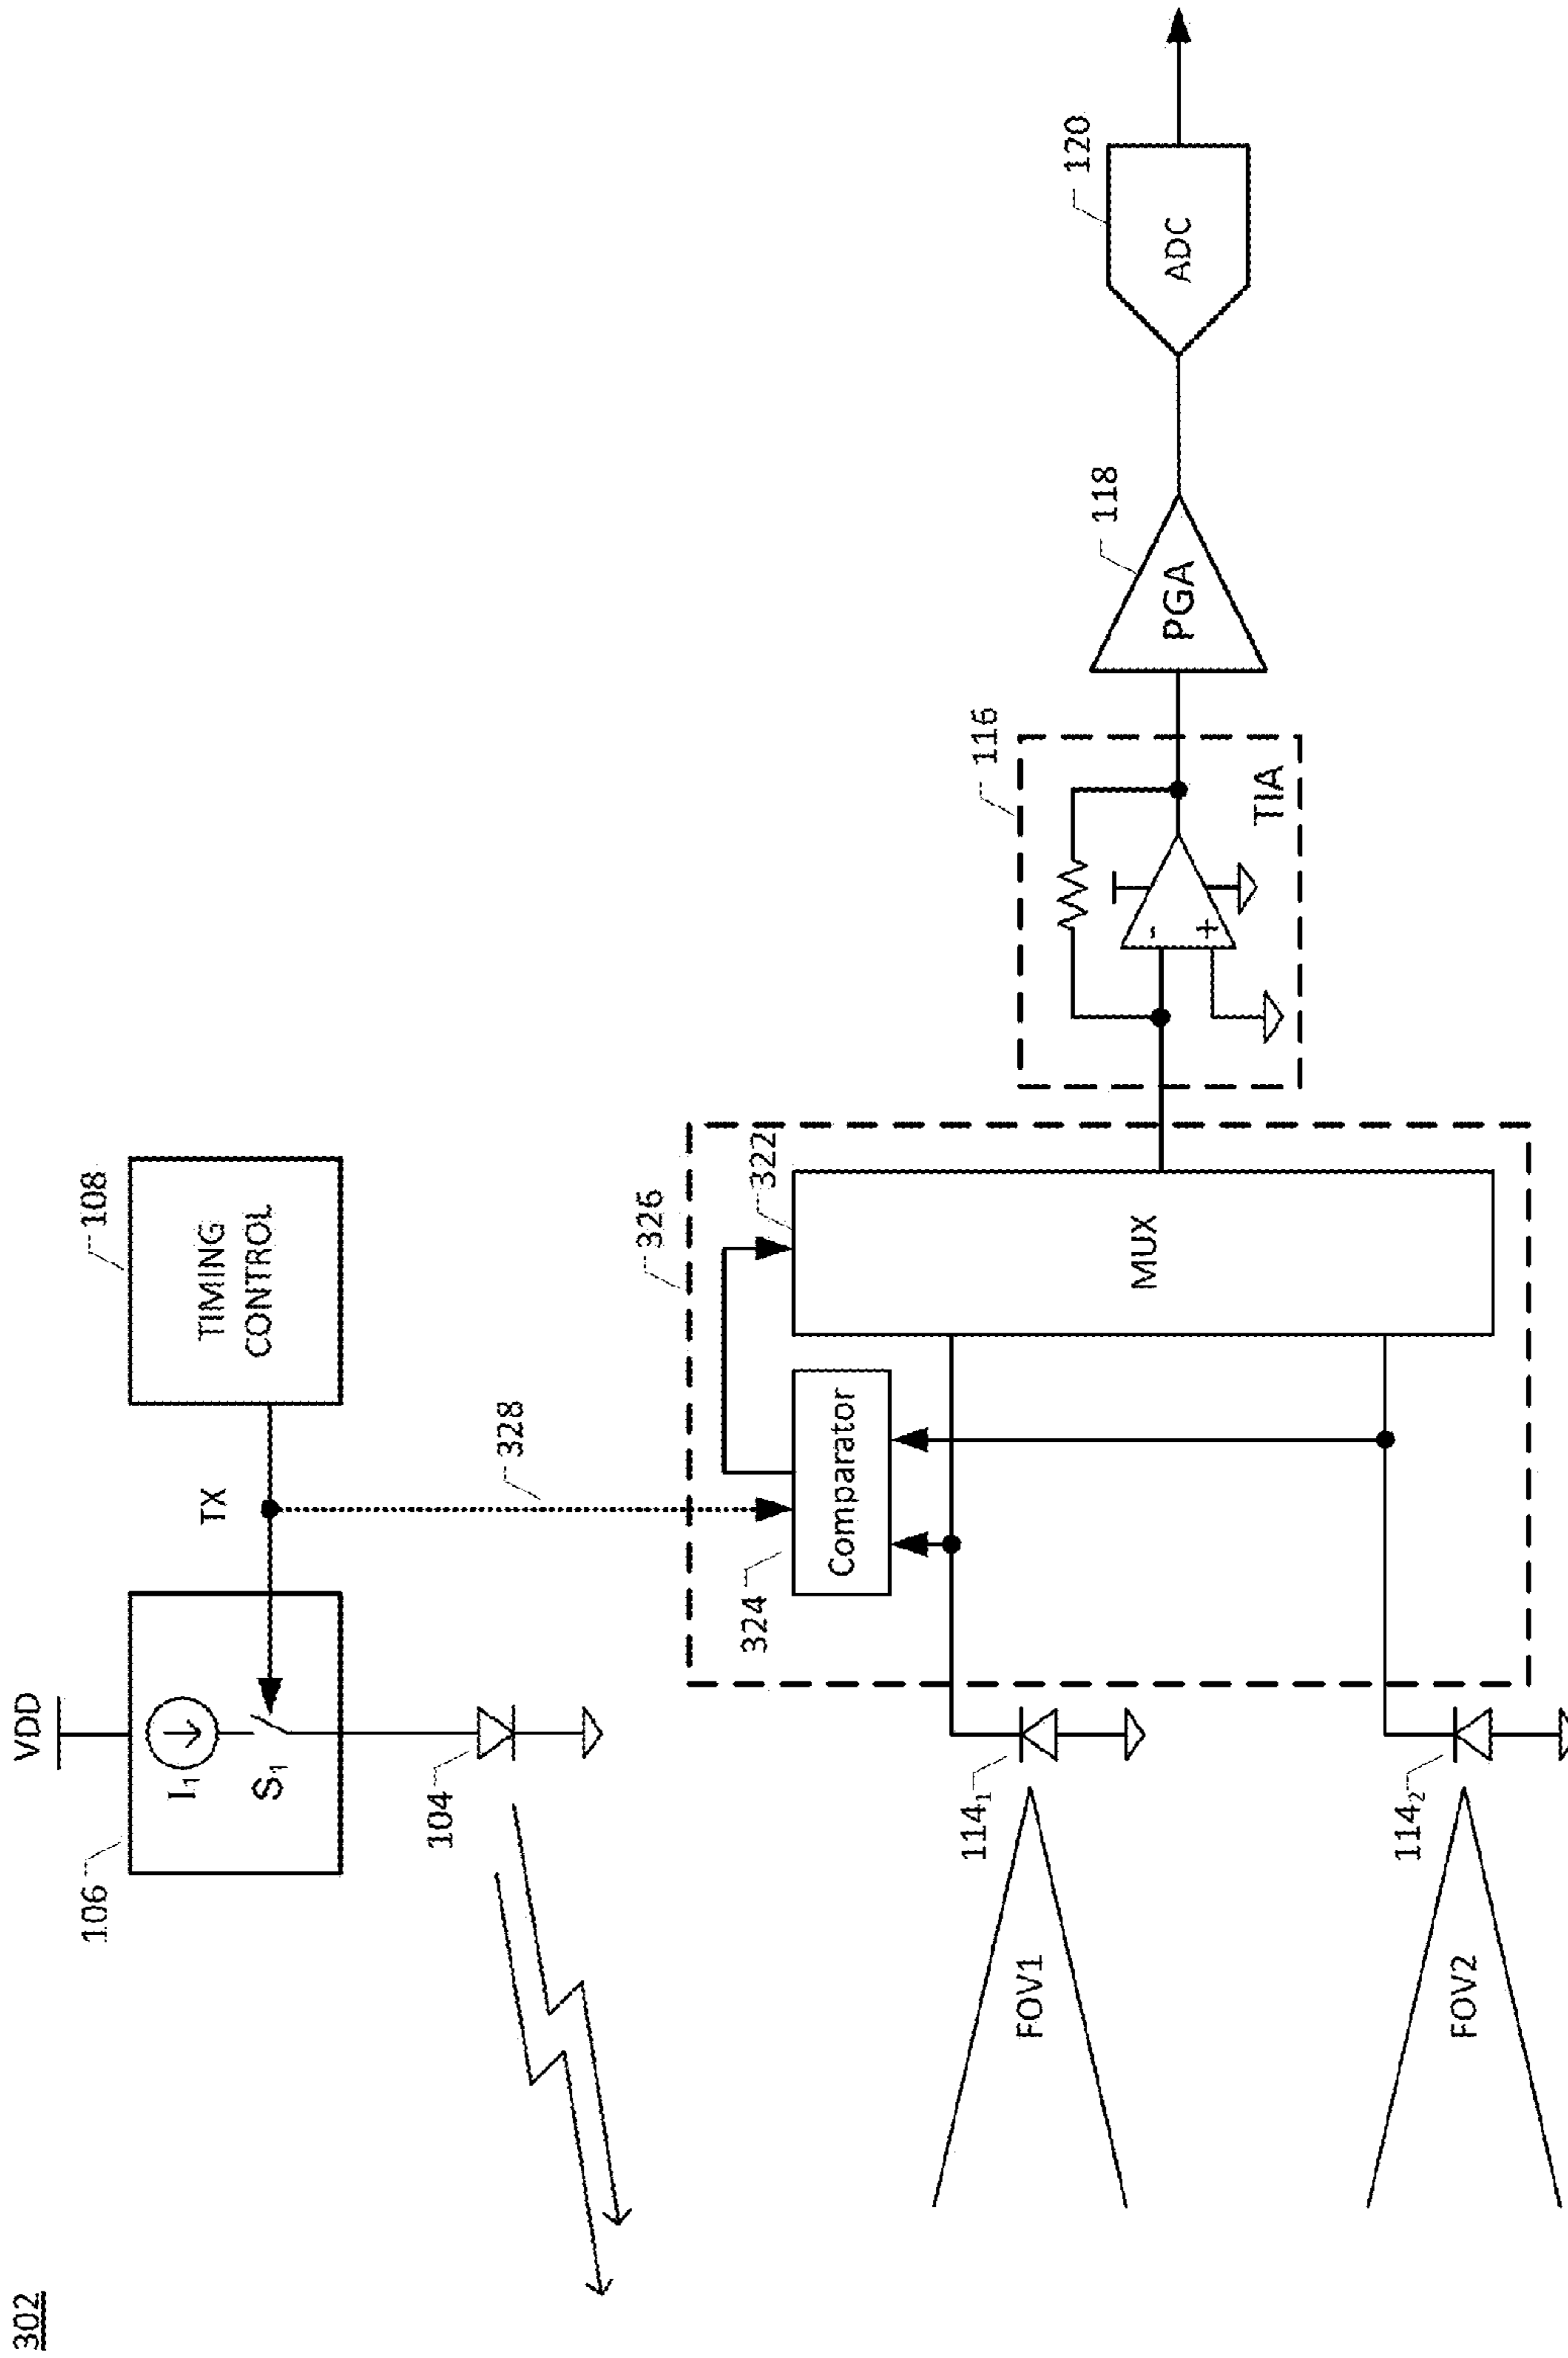 302
VDD
106
I₁
S₁
TX
108
TIMING
CONTROL
104
328
326
324
Comparator
322
MUX
116
TIA
-
+
118
PGA
120
ADC
114₁
FOV1
114₂
FOV2